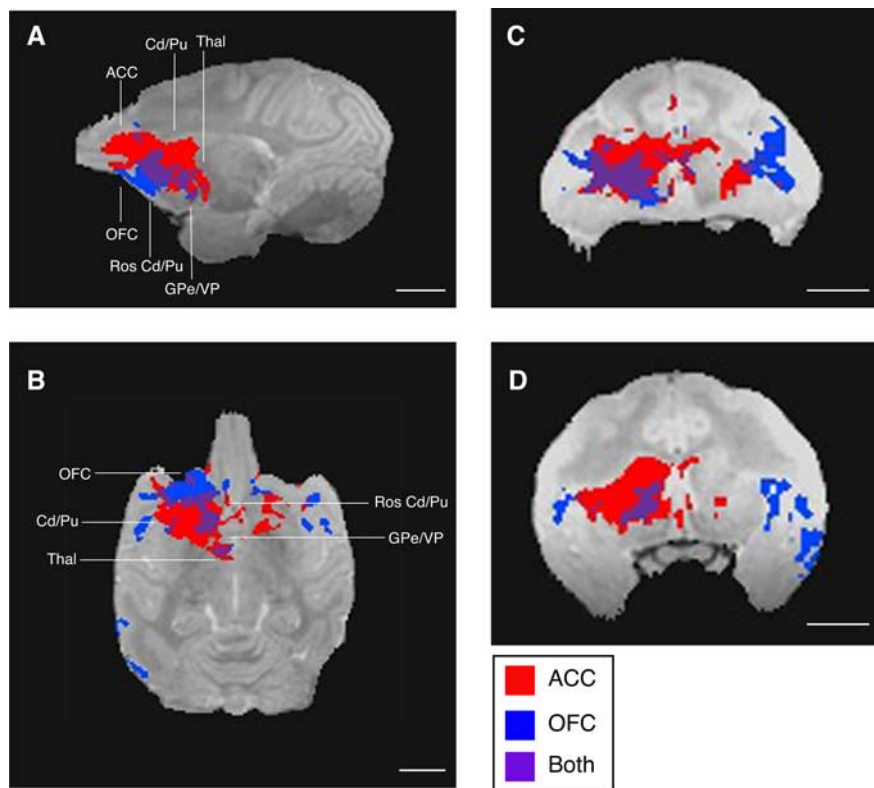 A
Cd/Pu
Thal
ACC
OFC
Ros Cd/Pu
GPe/VP
B
OFC
Ros Cd/Pu
Cd/Pu
GPe/VP
Thal
C
D
ACC
OFC
Both